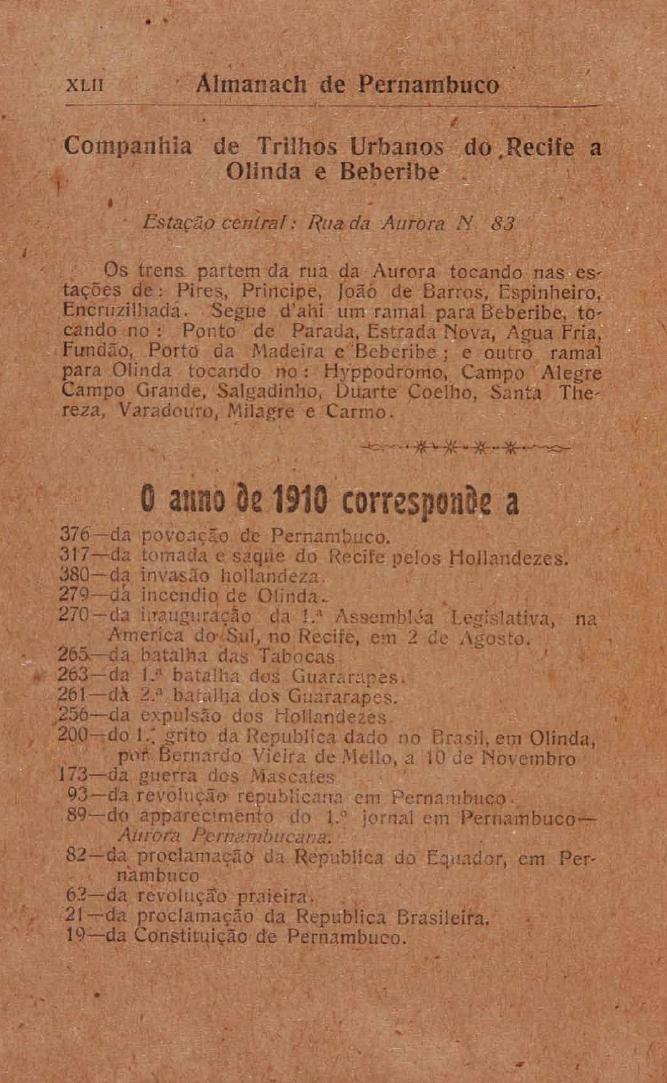 XLII Almanach de Pernambuco
Companhia de Trilhos Urbanos do Recife a
Olinda e Beberibe
Estação central: Rua da Aurora N 83
Os trens partem da rua da Aurora tocando nas es-
tações de: Pires, Principe, João de Barros, Espinheiro,
Encruzilhada. Segue d'ahi um ramal para Beberibe, to-
cando no: Ponto de Parada, Estrada Nova, Agua Fria,
Fundão, Porto da Madeira e Beberibe; e outro ramal
para Olinda tocando no: Hyppodromo, Campo Alegre
Campo Grande, Salgadinho, Duarte Coelho, Santa The-
reza, Varadouro, Milagre e Carmo.
O anno de 1910 corresponde a
376—da povoação de Pernambuco.
317—da tomada e saque do Recife pelos Hollandezes.
380—da invasão hollandeza.
279—da incendio de Olinda.
270—da inauguração da 1.ª Assembléa Legislativa, na
America do Sul, no Recife, em 2 de Agosto.
265—da batalha das Tabocas
263—da 1.ª batalha dos Guararapes.
261—da 2.ª batalha dos Guararapes.
256—da expulsão dos Hollandezes
200—do 1.º grito da Republica dado no Brasil, em Olinda,
por Bernardo Vieira de Mello, a 10 de Novembro
173—da guerra dos Mascates
93—da revolução republicana em Pernambuco.
89—do apparecimento do 1.º jornal em Pernambuco—
Aurora Pernambucana.
82—da proclamação da Republica do Equador, em Per-
nambuco
62—da revolução praieira.
21—da proclamação da Republica Brasileira.
19—da Constituição de Pernambuco.